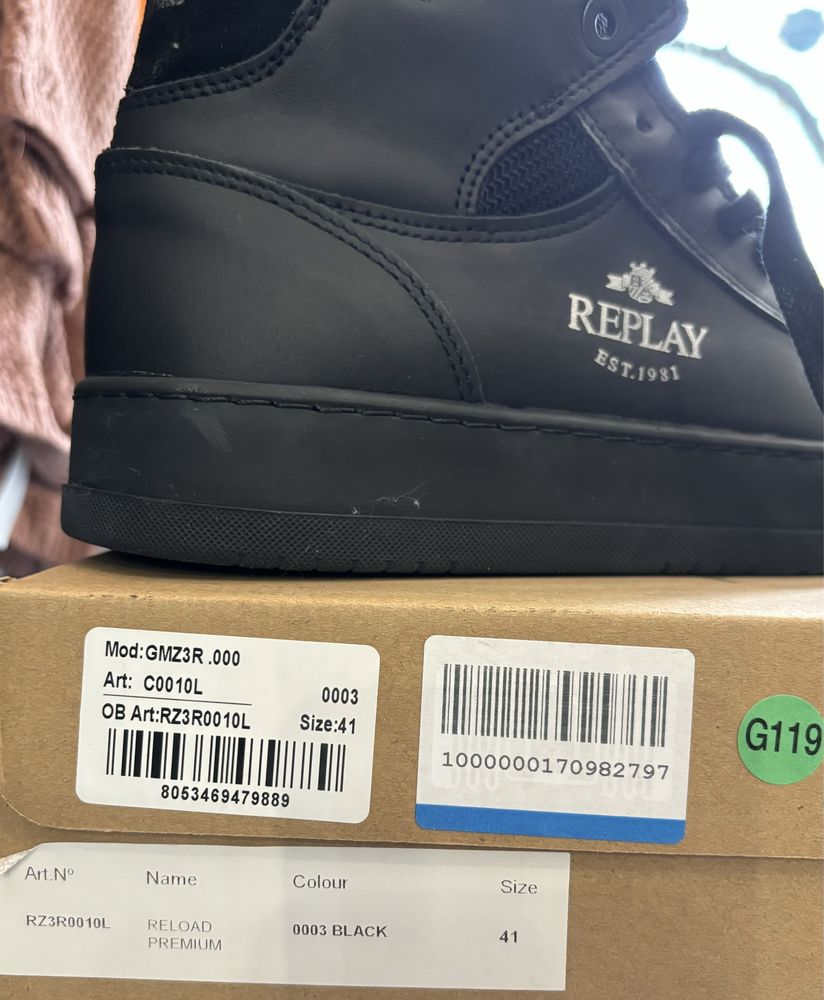 REPLAY
EST.1981
Mod:GMZ3R .000
Art: C0010L 0003
OB Art:RZ3R0010L Size:41
8053469479889
1000000170982797
G119
Art.Nº Name Colour Size
RZ3R0010L RELOAD PREMIUM 0003 BLACK 41